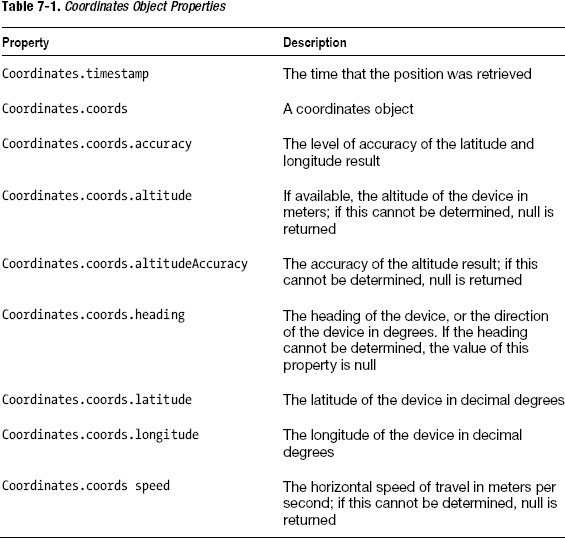 Table 7-1. Coordinates Object Properties
Property Description
Coordinates.timestamp The time that the position was retrieved
Coordinates.coords A coordinates object
Coordinates.coords.accuracy The level of accuracy of the latitude and
longitude result
Coordinates.coords.altitude If available, the altitude of the device in
meters; if this cannot be determined, null is
returned
Coordinates.coords.altitudeAccuracy The accuracy of the altitude result; if this
cannot be determined, null is returned
Coordinates.coords.heading The heading of the device, or the direction
of the device in degrees. If the heading
cannot be determined, the value of this
property is null
Coordinates.coords.latitude The latitude of the device in decimal degrees
Coordinates.coords.longitude The longitude of the device in decimal
degrees
Coordinates.coords speed The horizontal speed of travel in meters per
second; if this cannot be determined, null is
returned